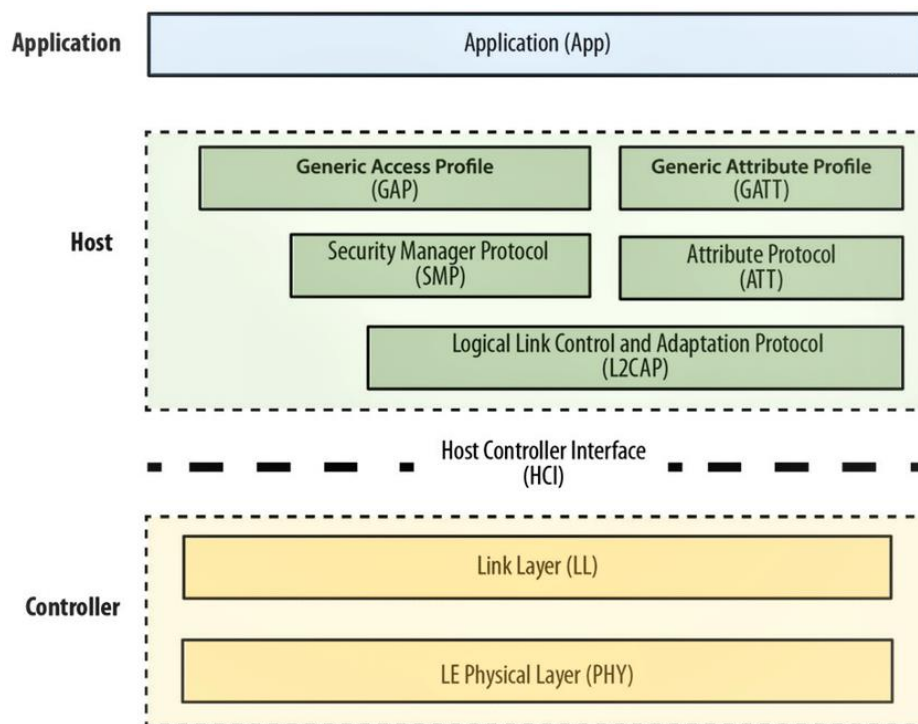 Application
Application (App)
Generic Access Profile
(GAP)
Generic Attribute Profile
(GATT)
Host
Security Manager Protocol
(SMP)
Attribute Protocol
(ATT)
Logical Link Control and Adaptation Protocol
(L2CAP)
Host Controller Interface
(HCI)
Link Layer (LL)
Controller
LE Physical Layer (PHY)